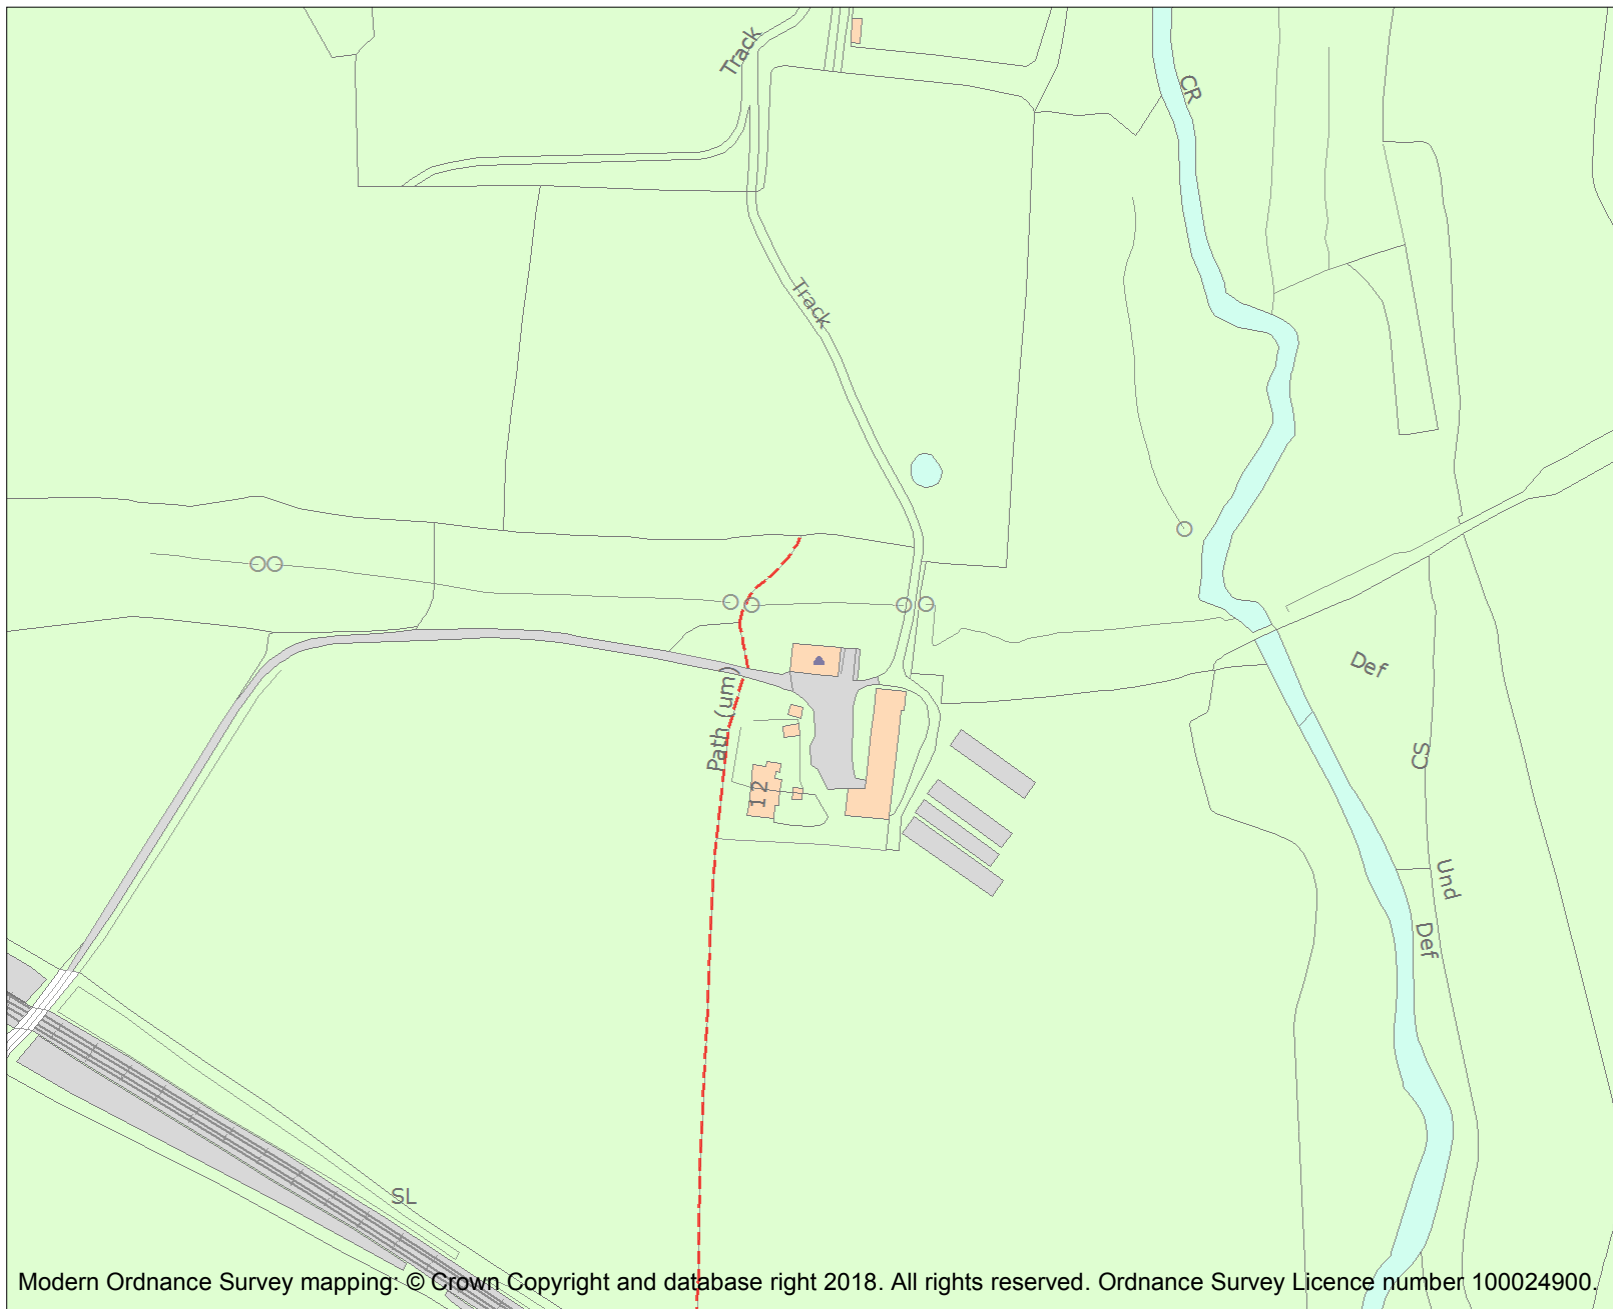 Track
CR
Track
Def
Path (um)
CS
12
Und
Def
SL
Modern Ordnance Survey mapping: © Crown Copyright and database right 2018. All rights reserved. Ordnance Survey Licence number 100024900.